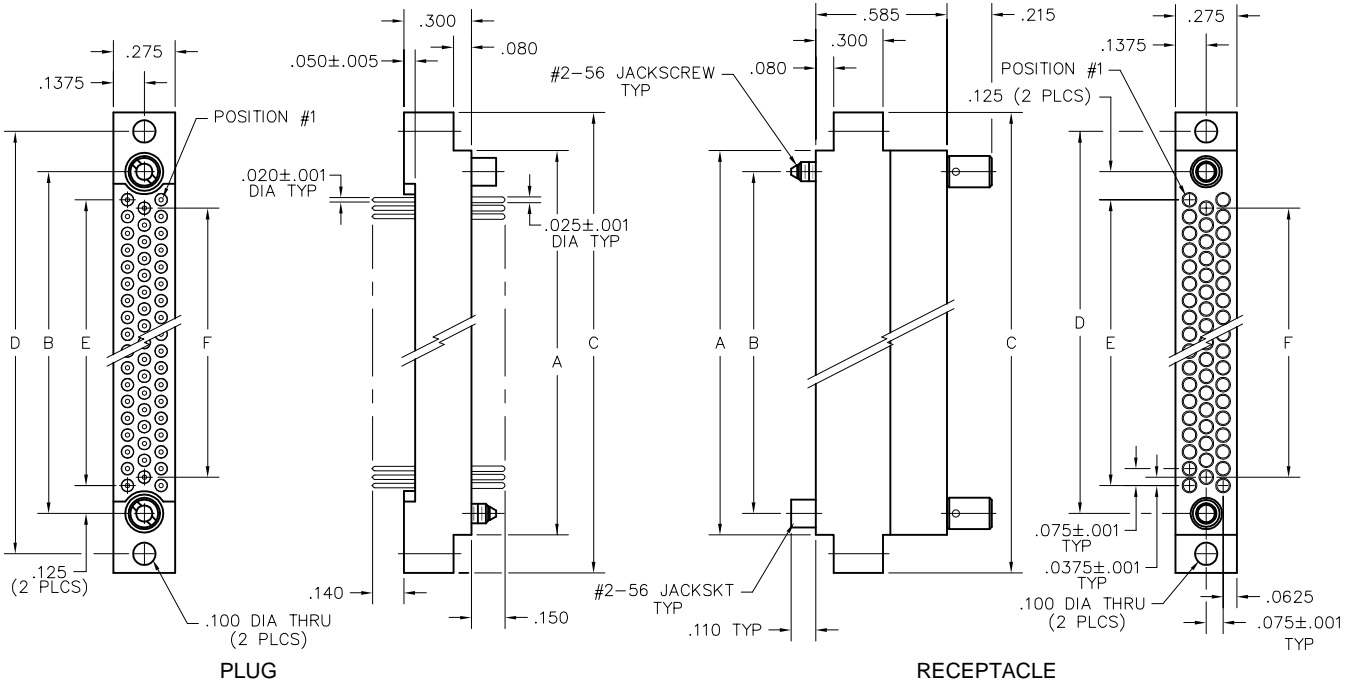 .275
.1375
POSITION #1
D
B
E
F
.125
(2 PLCS)
.100 DIA THRU
(2 PLCS)
PLUG
.300
.080
.050±.005
.020±.001
DIA TYP
.025±.001
DIA TYP
A
C
.140
.150
.585
.215
.300
.080
#2-56 JACKSCREW
TYP
A
B
C
#2-56 JACKSKT
TYP
.110 TYP
RECEPTACLE
.275
.1375
POSITION #1
.125 (2 PLCS)
D
E
F
.075±.001
TYP
.0375±.001
TYP
.100 DIA THRU
(2 PLCS)
.0625
.075±.001
TYP